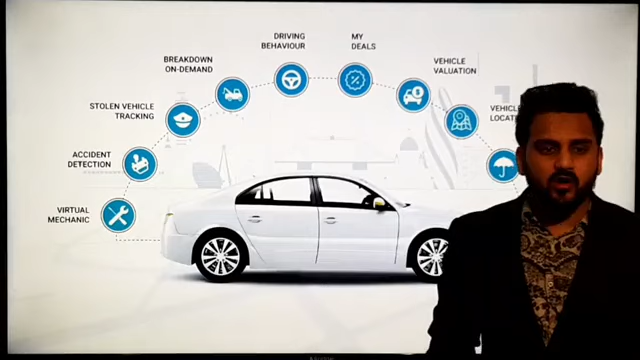 DRIVING
BEHAVIOUR
MY
DEALS
BREAKDOWN
ON-DEMAND
VEHICLE
VALUATION
STOLEN VEHICLE
TRACKING
ACCIDENT
DETECTION
VIRTUAL
MECHANIC